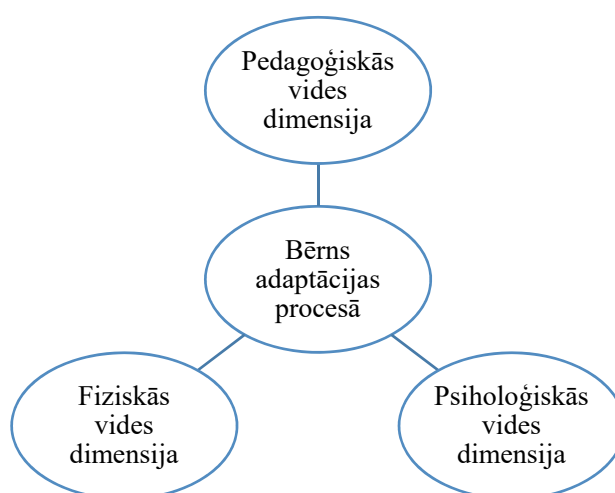 Pedagoģiskās
vides
dimensija
Bērns
adaptācijas
procesā
Fiziskās
vides
dimensija
Psiholoģiskās
vides
dimensija